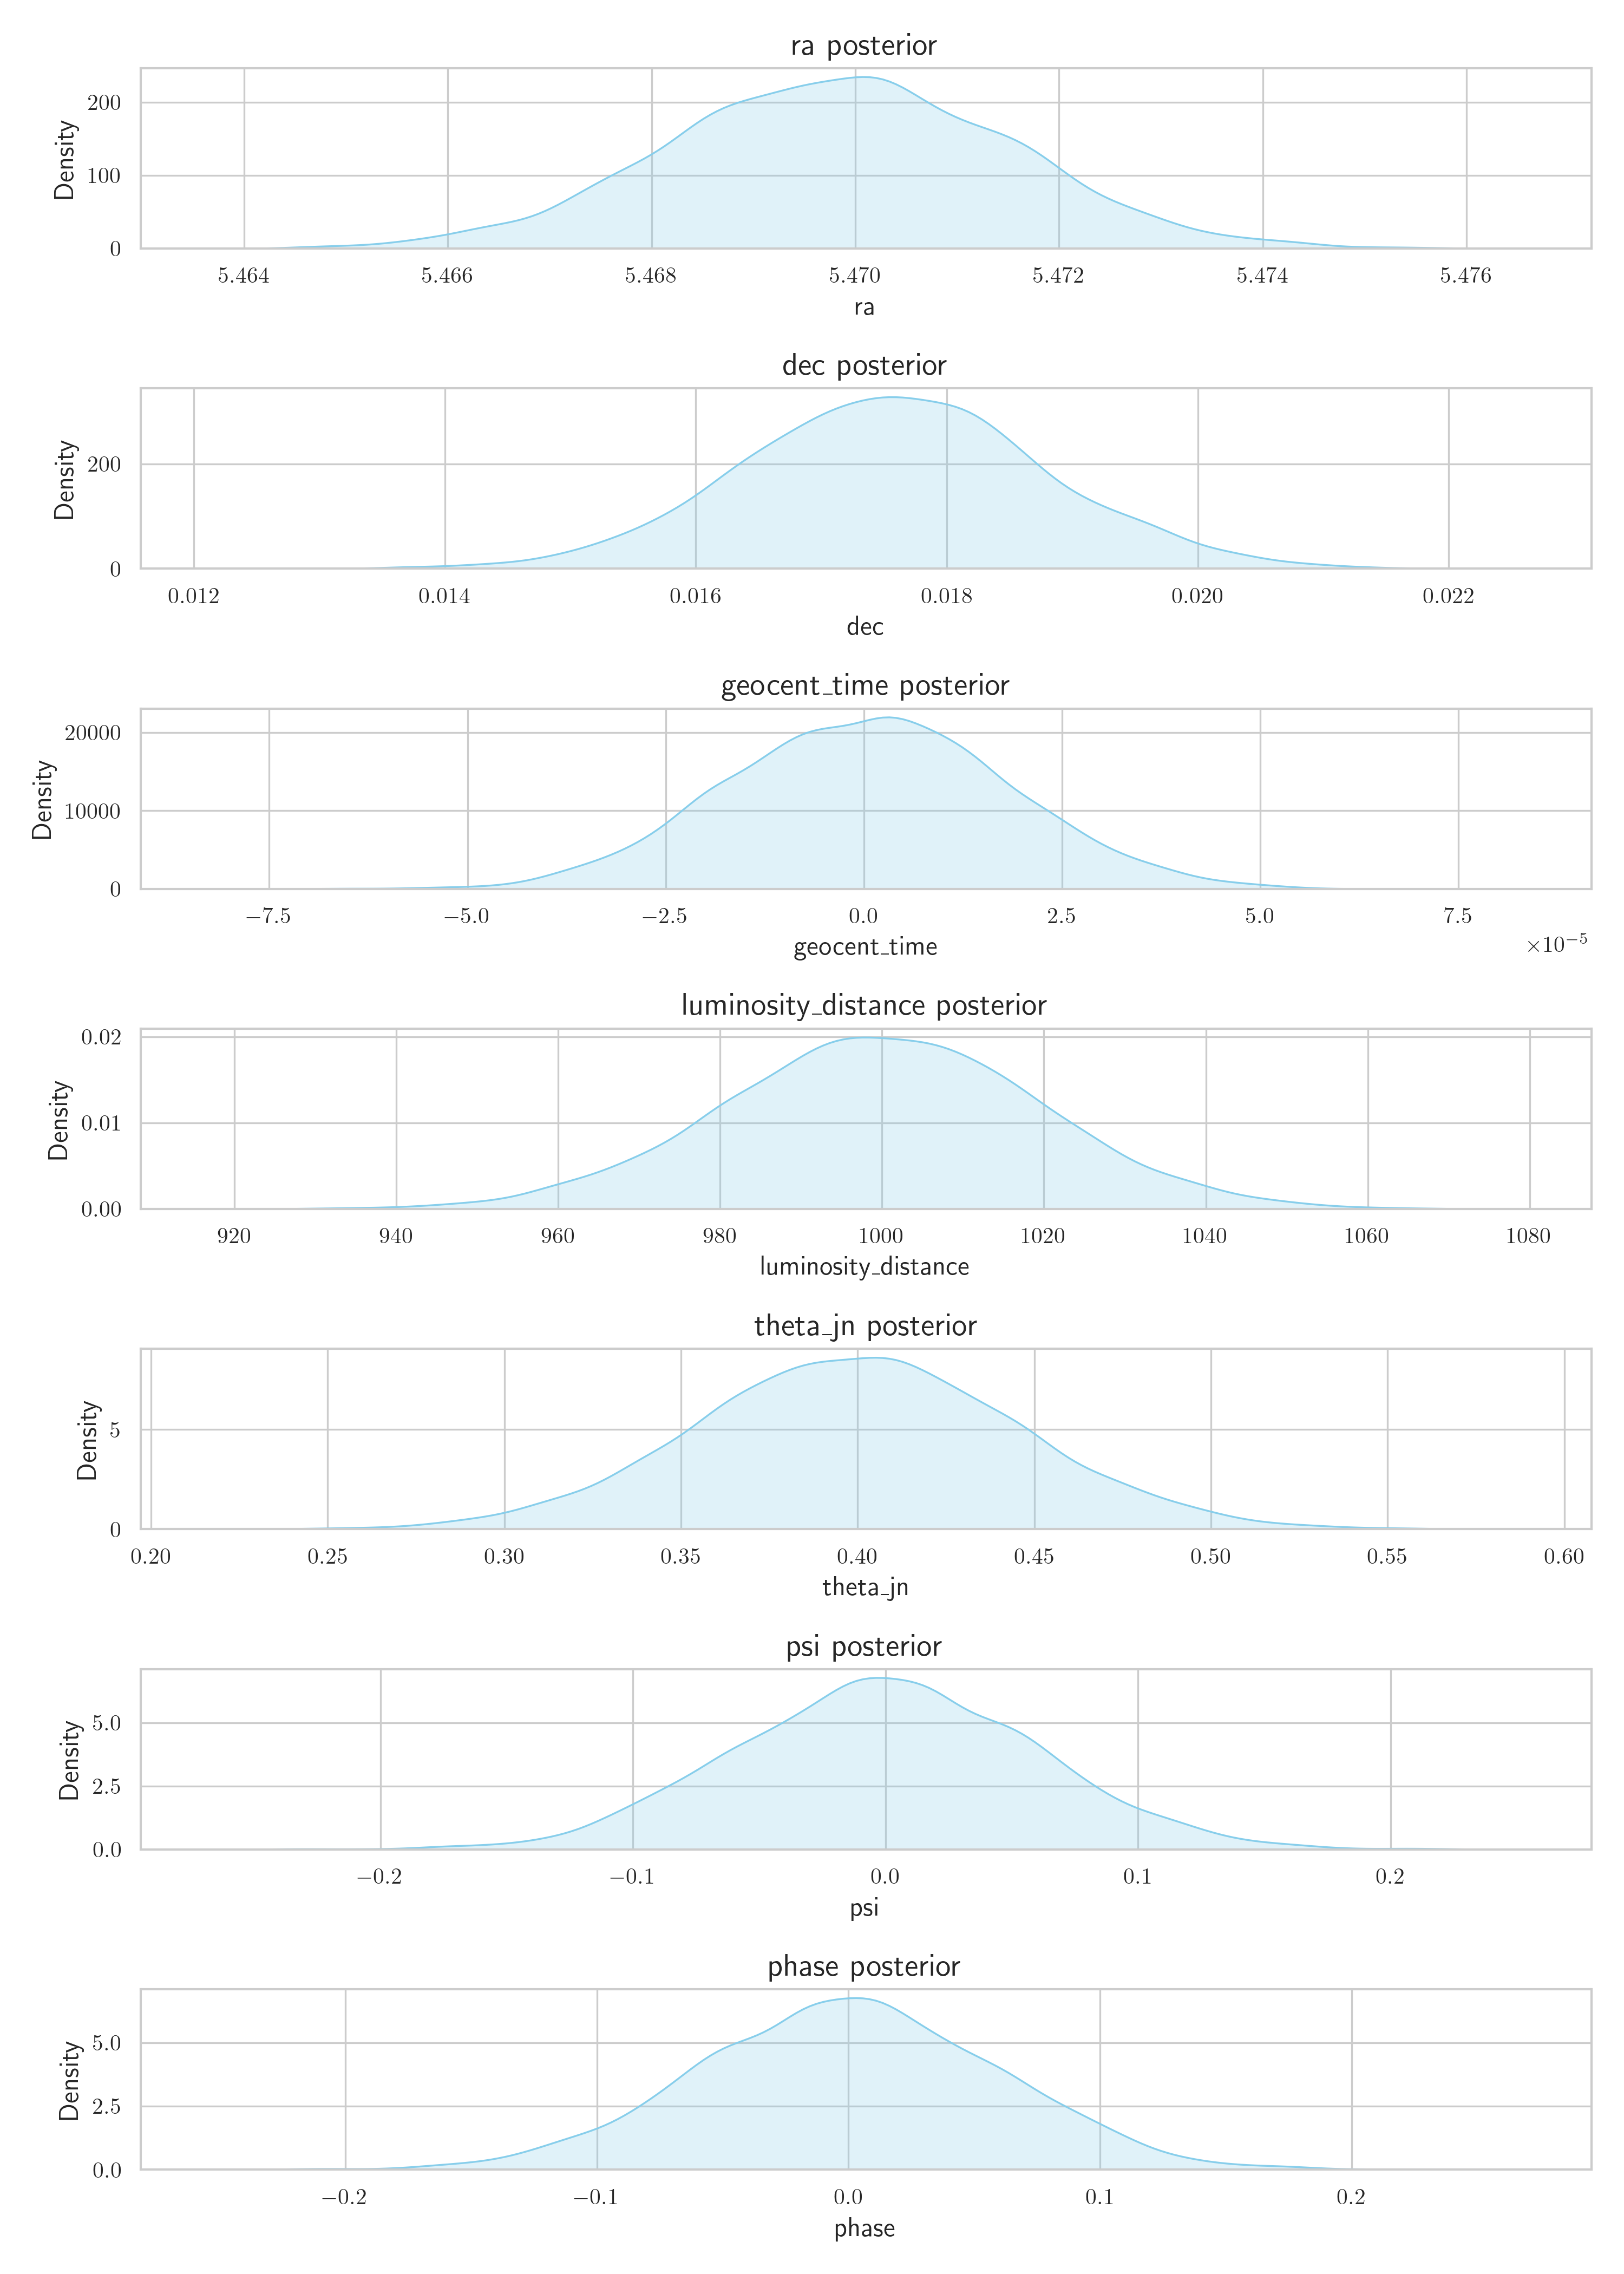 ra posterior
Density
200
100
0
5.464 5.466 5.468 5.470 5.472 5.474 5.476
ra
dec posterior
Density
200
0
0.012 0.014 0.016 0.018 0.020 0.022
dec
geocent_time posterior
Density
20000
10000
0
−7.5 −5.0 −2.5 0.0 2.5 5.0 7.5
×10⁻⁵
geocent_time
luminosity_distance posterior
Density
0.02
0.01
0.00
920 940 960 980 1000 1020 1040 1060 1080
luminosity_distance
theta_jn posterior
Density
5
0
0.20 0.25 0.30 0.35 0.40 0.45 0.50 0.55 0.60
theta_jn
psi posterior
Density
5.0
2.5
0.0
−0.2 −0.1 0.0 0.1 0.2
psi
phase posterior
Density
5.0
2.5
0.0
−0.2 −0.1 0.0 0.1 0.2
phase